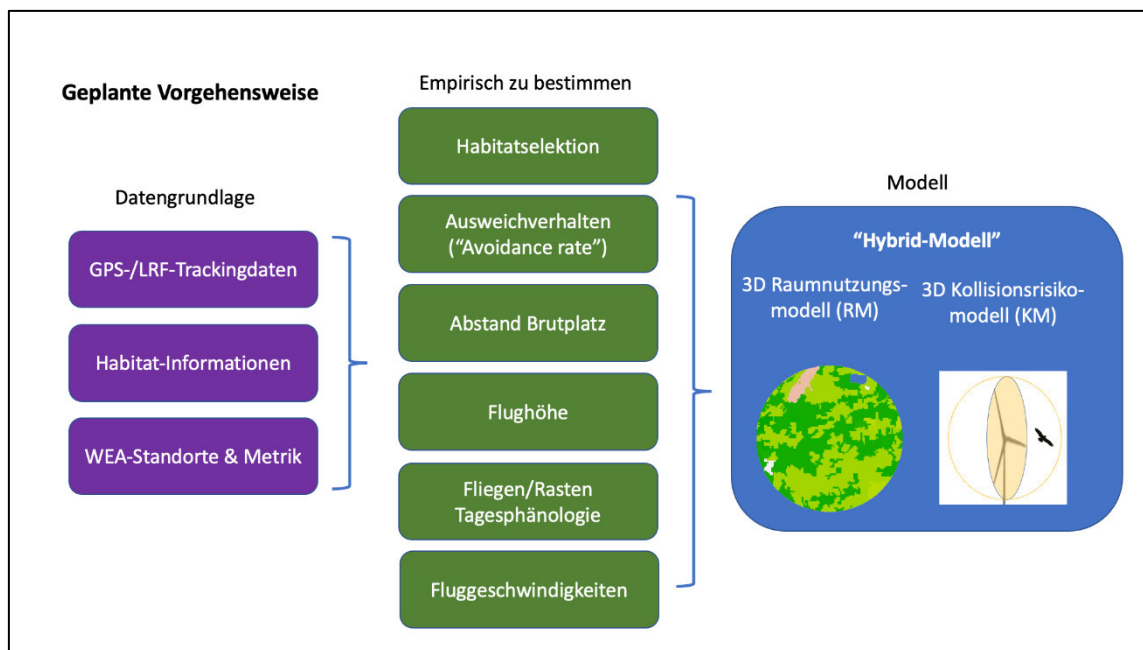 Geplante Vorgehensweise
Datengrundlage
GPS-/LRF-Trackingdaten
Habitat-Informationen
WEA-Standorte & Metrik
Empirisch zu bestimmen
Habitatselektion
Ausweichverhalten
(“Avoidance rate”)
Abstand Brutplatz
Flughöhe
Fliegen/Rasten
Tagesphänologie
Fluggeschwindigkeiten
Modell
“Hybrid-Modell”
3D Raumnutzungs-
modell (RM)
3D Kollisionsrisiko-
modell (KM)